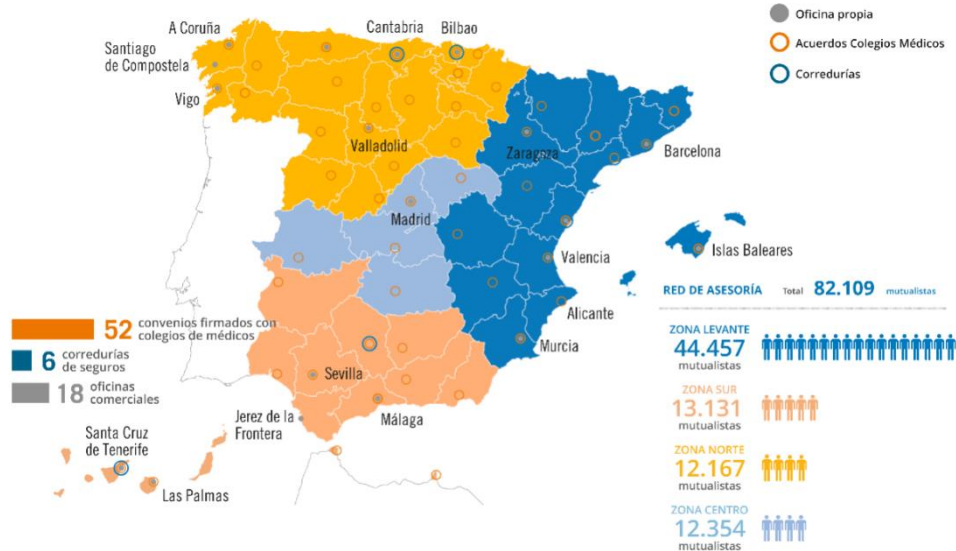 Oficina propia
Acuerdos Colegios Médicos
Corredurías
A Coruña
Cantabria
Bilbao
Santiago
de Compostela
Vigo
Valladolid
Zaragoza
Barcelona
Madrid
Valencia
Islas Baleares
Alicante
Murcia
Sevilla
Málaga
Jerez de la
Frontera
Santa Cruz
de Tenerife
Las Palmas
52 convenios firmados con
colegios de médicos
6 corredurías
de seguros
18 oficinas
comerciales
RED DE ASESORÍA Total 82.109 mutualistas
ZONA LEVANTE
44.457
mutualistas
ZONA SUR
13.131
mutualistas
ZONA NORTE
12.167
mutualistas
ZONA CENTRO
12.354
mutualistas